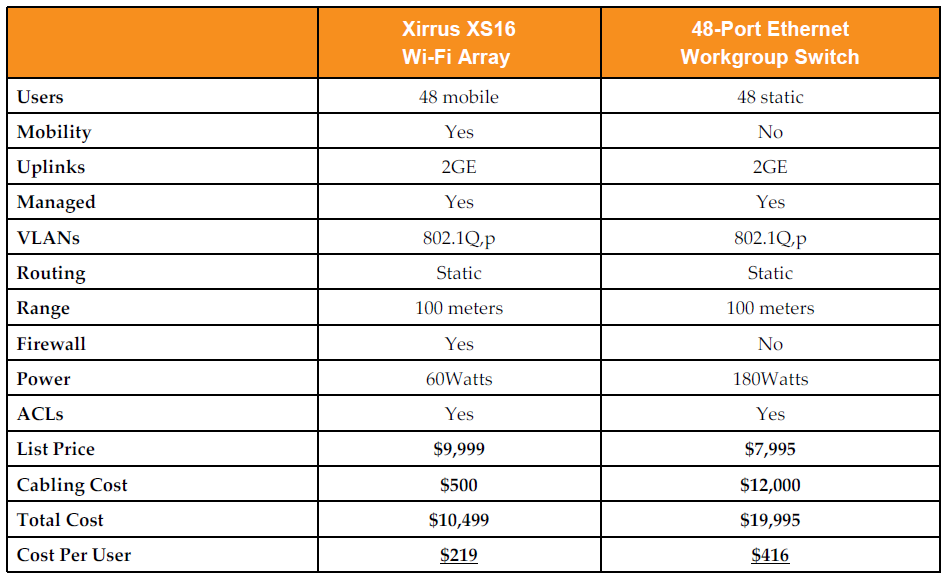 Xirrus XS16 48-Port Ethernet
Wi-Fi Array Workgroup Switch
Users 48 mobile 48 static
Mobility Yes No
Uplinks 2GE 2GE
Managed Yes Yes
VLANs 802.1Q,p 802.1Q,p
Routing Static Static
Range 100 meters 100 meters
Firewall Yes No
Power 60Watts 180Watts
ACLs Yes Yes
List Price $9,999 $7,995
Cabling Cost $500 $12,000
Total Cost $10,499 $19,995
Cost Per User $219 $416